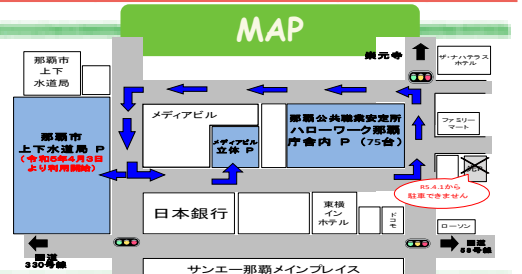 MAP
那覇市
上下
水道局
崇元寺
ザ・ナハテラス
ホテル
メディアビル
メディアビル
立体 P
那覇公共職業安定所
ハローワーク那覇
庁舎内 P (75台)
ファミリー
マート
那覇市
上下水道局 P
(令和5年4月3日
より利用開始)
R5.4.1から
駐車できません
日本銀行
東横
イン
ホテル
ド
コ
モ
ローソン
国道
330号線
国道
58号線
サンエー那覇メインプレイス